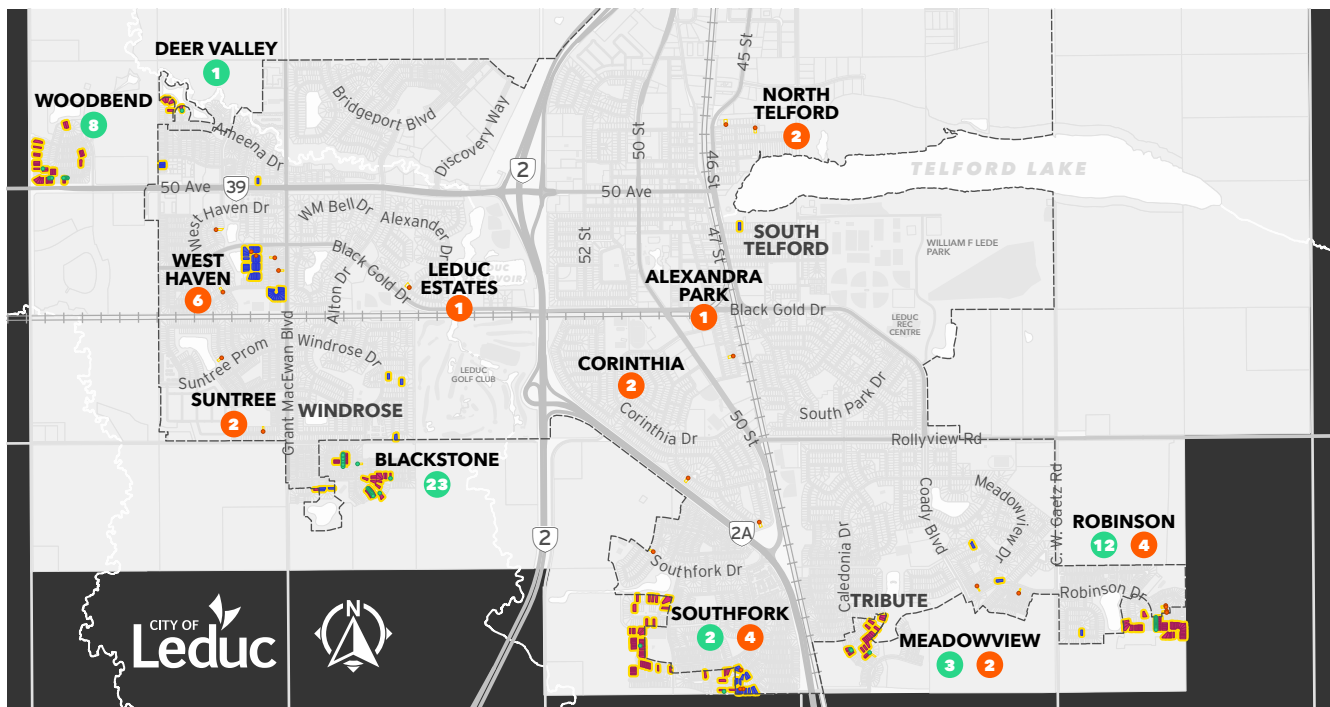 DEER VALLEY
1
WOODBEND
8
Ameena Dr
Bridgeport Blvd
Discovery Way
2
45 St
50 St
NORTH
TELFORD
2
46 St
TELFORD LAKE
50 Ave
39
50 Ave
West Haven Dr
WM Bell Dr
Alexander Dr
52 St
47 St
SOUTH
TELFORD
WILLIAM F LEDE
PARK
WEST
HAVEN
6
Black Gold Dr
Alton Dr
LEDUC
ESTATES
1
ALEXANDRA
PARK
1
Black Gold Dr
LEDUC
REC
CENTRE
Suntree Prom
Grant MacEwan Blvd
Windrose Dr
LEDUC
GOLF CLUB
CORINTHIA
2
South Park Dr
SUNTREE
2
WINDROSE
Corinthia Dr
50 St
Rollyview Rd
BLACKSTONE
23
Coady Blvd
Meadowview Dr
C. W. Gaetz Rd
2
2A
ROBINSON
12 4
Southfork Dr
Caledonia Dr
Robinson Dr
CITY OF
Leduc
N
SOUTHFORK
2 4
TRIBUTE
MEADOWVIEW
3 2